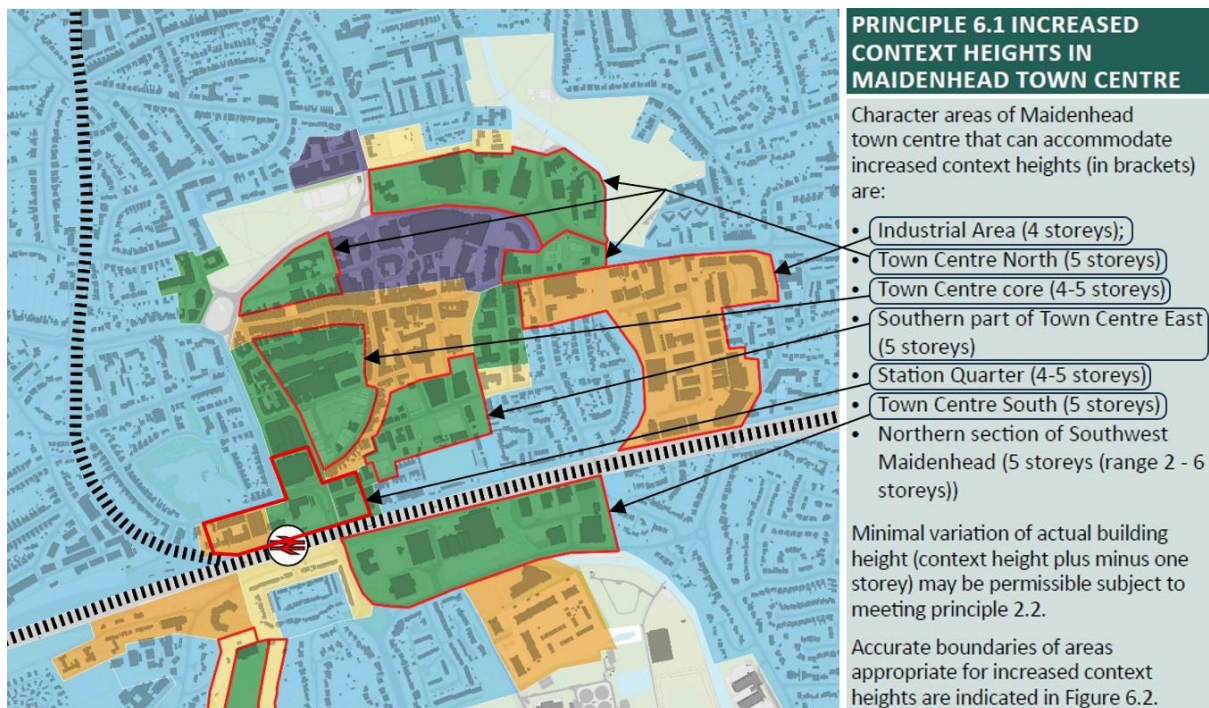 PRINCIPLE 6.1 INCREASED
CONTEXT HEIGHTS IN
MAIDENHEAD TOWN CENTRE
Character areas of Maidenhead
town centre that can accommodate
increased context heights (in brackets)
are:
• Industrial Area (4 storeys);
• Town Centre North (5 storeys)
• Town Centre core (4-5 storeys)
• Southern part of Town Centre East
(5 storeys)
• Station Quarter (4-5 storeys)
• Town Centre South (5 storeys)
• Northern section of Southwest
Maidenhead (5 storeys (range 2 - 6
storeys))
Minimal variation of actual building
height (context height plus minus one
storey) may be permissible subject to
meeting principle 2.2.
Accurate boundaries of areas
appropriate for increased context
heights are indicated in Figure 6.2.